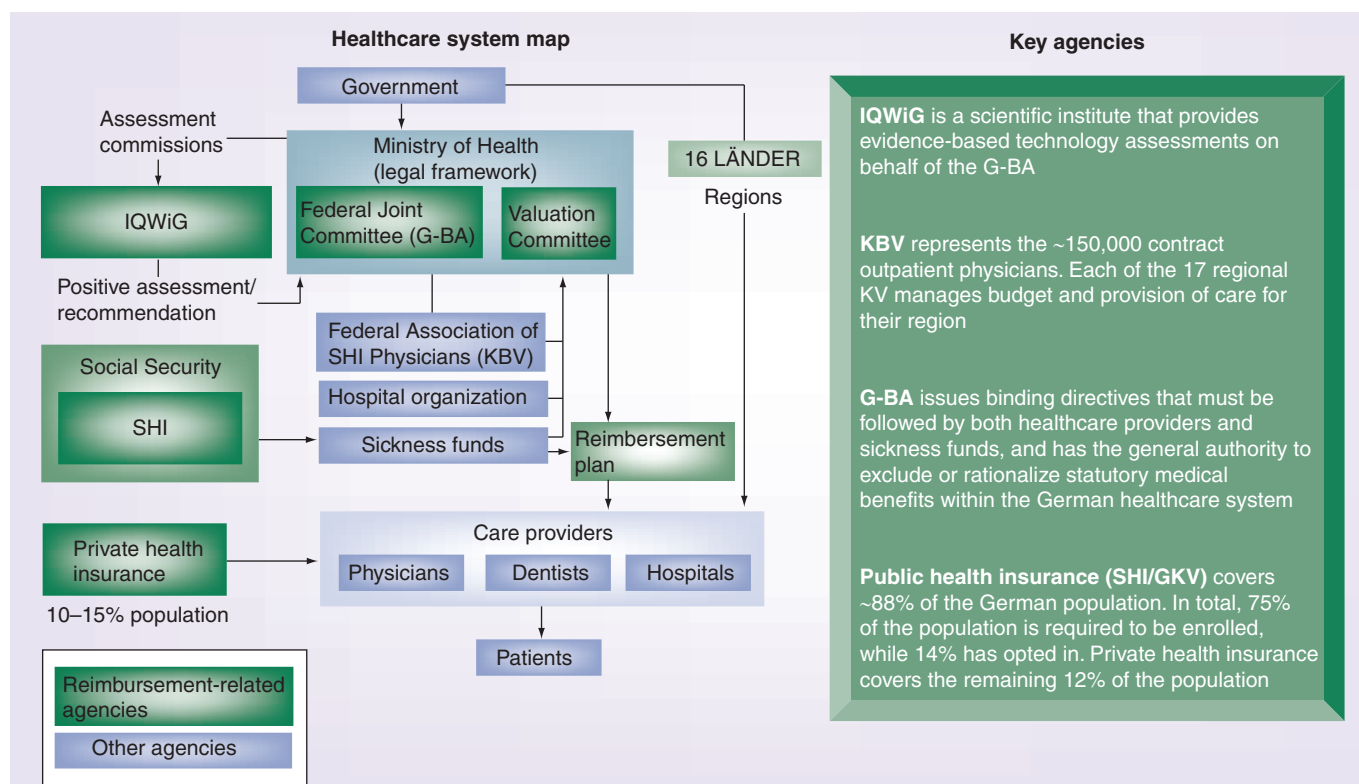 Healthcare system map
Government
Assessment
commissions
Ministry of Health
(legal framework)
16 LÄNDER
Regions
IQWiG
Federal Joint
Committee (G-BA)
Valuation
Committee
Positive assessment/
recommendation
Federal Association of
SHI Physicians (KBV)
Social Security
SHI
Hospital organization
Sickness funds
Reimbersement
plan
Private health
insurance
10–15% population
Care providers
Physicians
Dentists
Hospitals
Patients
Reimbursement-related
agencies
Other agencies
Key agencies
IQWiG is a scientific institute that provides
evidence-based technology assessments on
behalf of the G-BA
KBV represents the ~150,000 contract
outpatient physicians. Each of the 17 regional
KV manages budget and provision of care for
their region
G-BA issues binding directives that must be
followed by both healthcare providers and
sickness funds, and has the general authority to
exclude or rationalize statutory medical
benefits within the German healthcare system
Public health insurance (SHI/GKV) covers
~88% of the German population. In total, 75%
of the population is required to be enrolled,
while 14% has opted in. Private health insurance
covers the remaining 12% of the population